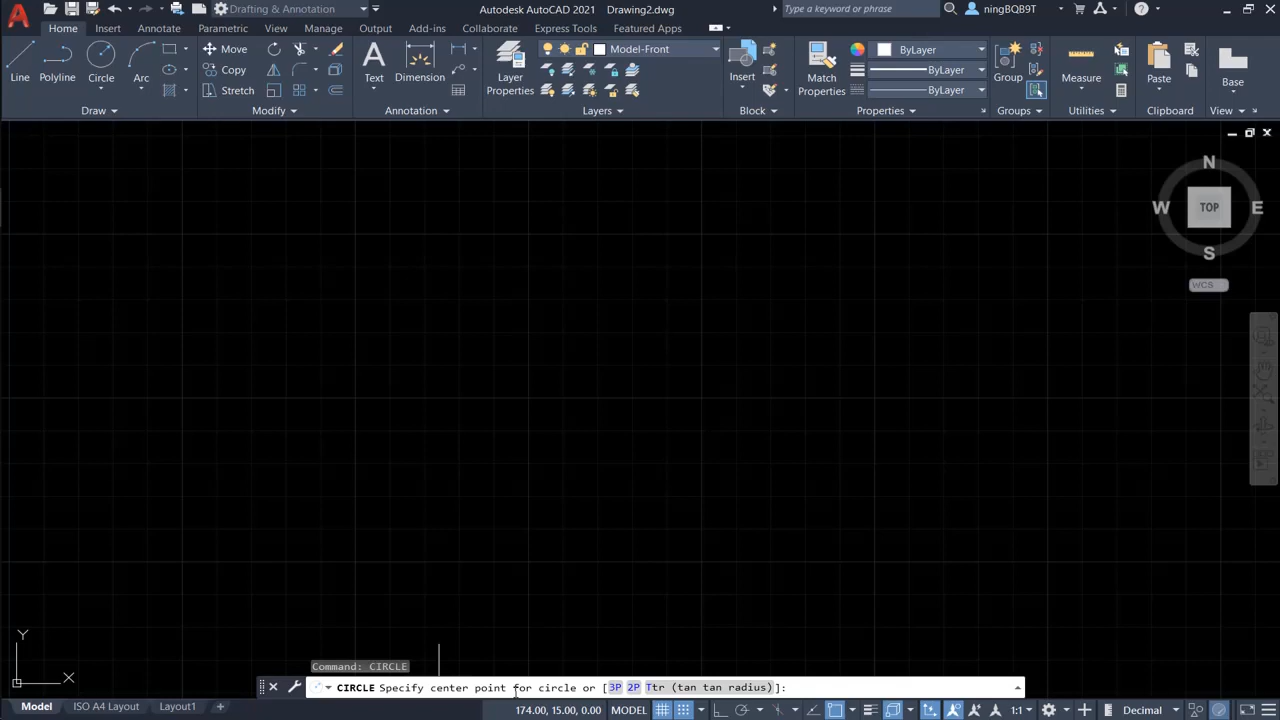 Drafting & Annotation
Autodesk AutoCAD 2021 Drawing2.dwg
Type a keyword or phrase
ningBQB9T
Home Insert Annotate Parametric View Manage Output Add-ins Collaborate Express Tools Featured Apps
Line Polyline Circle Arc
Move
Copy
Stretch
Text Dimension
Layer Properties
Model-Front
Insert
Match Properties
ByLayer
ByLayer
ByLayer
Group
Measure
Paste
Base
Draw Modify Annotation Layers Block Properties Groups Utilities Clipboard View
N
W TOP E
S
WCS
Y
X
Command: CIRCLE
CIRCLE Specify center point for circle or [3P 2P Ttr (tan tan radius)]:
Model ISO A4 Layout Layout1 +
174.00, 15.00, 0.00 MODEL 1:1 Decimal